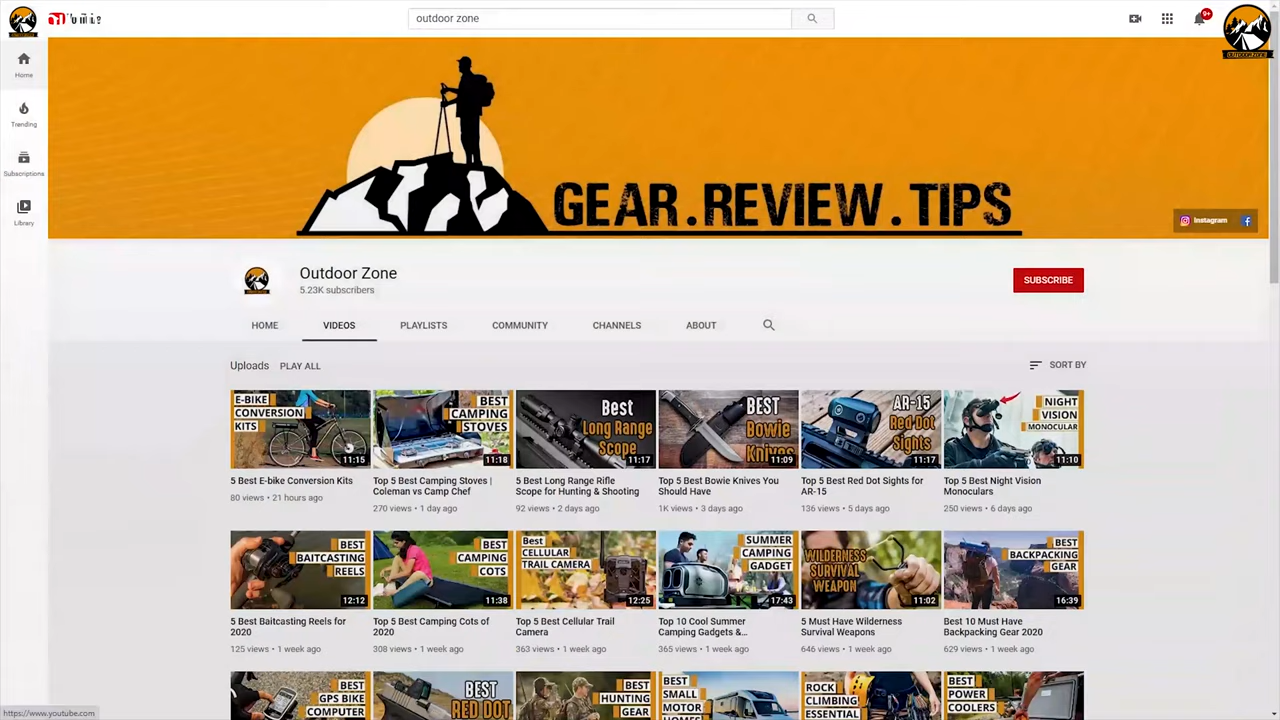 outdoor zone
9+
OUTDOOR ZONE
Home
Trending
Subscriptions
Library
GEAR.REVIEW.TIPS
Instagram
Outdoor Zone
5.23K subscribers
SUBSCRIBE
HOME
VIDEOS
PLAYLISTS
COMMUNITY
CHANNELS
ABOUT
Uploads
PLAY ALL
SORT BY
E-BIKE
CONVERSION
KITS
11:15
BEST
CAMPING
STOVES
11:18
Best
Long Range
Scope
11:17
BEST
Bowie
Knives
11:09
AR-15
Red Dot
Sights
11:17
NIGHT
VISION
MONOCULAR
11:10
5 Best E-bike Conversion Kits
80 views • 21 hours ago
Top 5 Best Camping Stoves |
Coleman vs Camp Chef
270 views • 1 day ago
5 Best Long Range Rifle
Scope for Hunting & Shooting
92 views • 2 days ago
Top 5 Best Bowie Knives You
Should Have
1K views • 3 days ago
Top 5 Best Red Dot Sights for
AR-15
136 views • 5 days ago
Top 5 Best Night Vision
Monoculars
250 views • 6 days ago
BEST
BAITCASTING
REELS
12:12
BEST
CAMPING
COTS
11:38
Best
CELLULAR
TRAIL CAMERA
12:25
SUMMER
CAMPING
GADGET
17:43
WILDERNESS
SURVIVAL
WEAPON
11:02
BEST
BACKPACKING
GEAR
16:39
5 Best Baitcasting Reels for
2020
125 views • 1 week ago
Top 5 Best Camping Cots of
2020
308 views • 1 week ago
Top 5 Best Cellular Trail
Camera
363 views • 1 week ago
Top 10 Cool Summer
Camping Gadgets &...
365 views • 1 week ago
5 Must Have Wilderness
Survival Weapons
646 views • 1 week ago
Best 10 Must Have
Backpacking Gear 2020
629 views • 1 week ago
BEST
GPS BIKE
COMPUTER
BEST
RED DOT
BEST
HUNTING
GEAR
BEST
SMALL
MOTOR
HOMES
ROCK
CLIMBING
ESSENTIAL
BEST
POWER
COOLERS
https://www.youtube.com